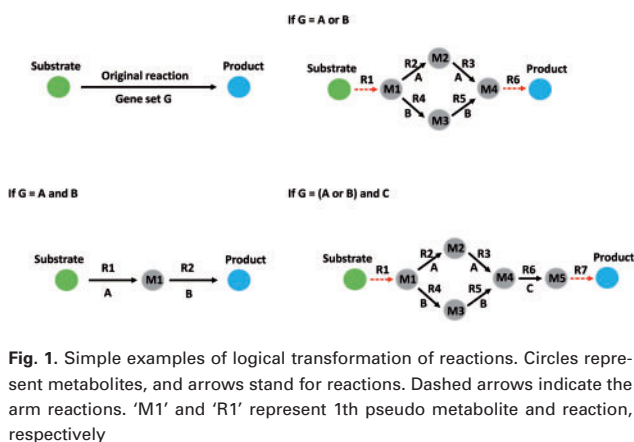 If G = A or B
Substrate
Original reaction
Product
Gene set G
Substrate
R1
M1
R2
A
M2
R3
A
R4
B
M3
R5
B
M4
R6
Product
If G = A and B
Substrate
R1
A
M1
R2
B
Product
If G = (A or B) and C
Substrate
R1
M1
R2
A
M2
R3
A
R4
B
M3
R5
B
M4
R6
C
M5
R7
Product
Fig. 1. Simple examples of logical transformation of reactions. Circles repre-
sent metabolites, and arrows stand for reactions. Dashed arrows indicate the
arm reactions. ‘M1’ and ‘R1’ represent 1th pseudo metabolite and reaction,
respectively